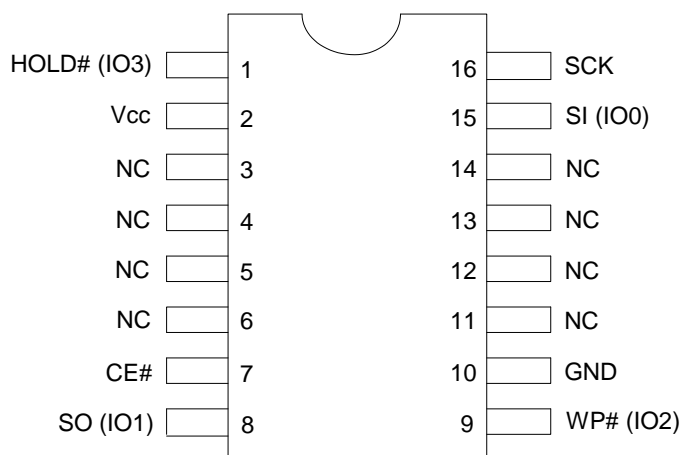 HOLD# (IO3) 1 16 SCK
Vcc 2 15 SI (IO0)
NC 3 14 NC
NC 4 13 NC
NC 5 12 NC
NC 6 11 NC
CE# 7 10 GND
SO (IO1) 8 9 WP# (IO2)